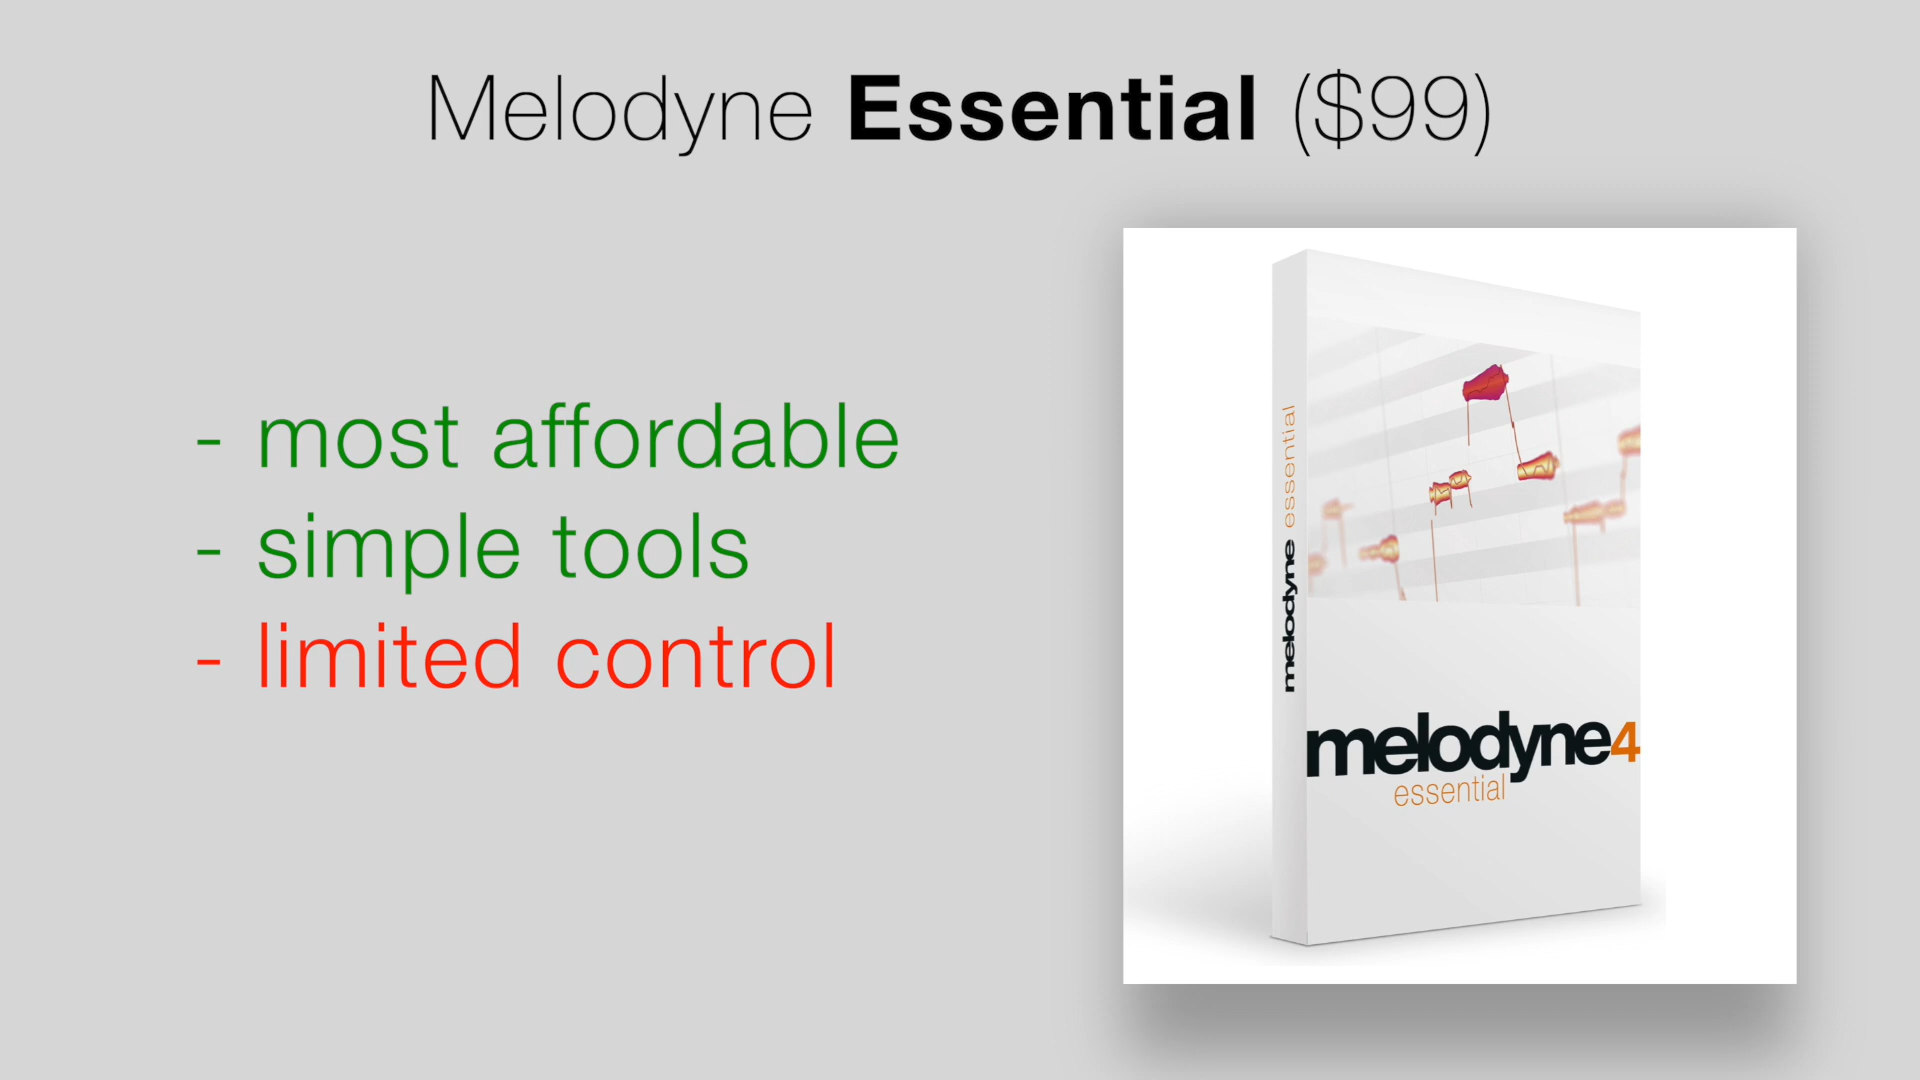 Melodyne Essential ($99)
- most affordable
- simple tools
- limited control
melodyne essential
melodyne4
essential